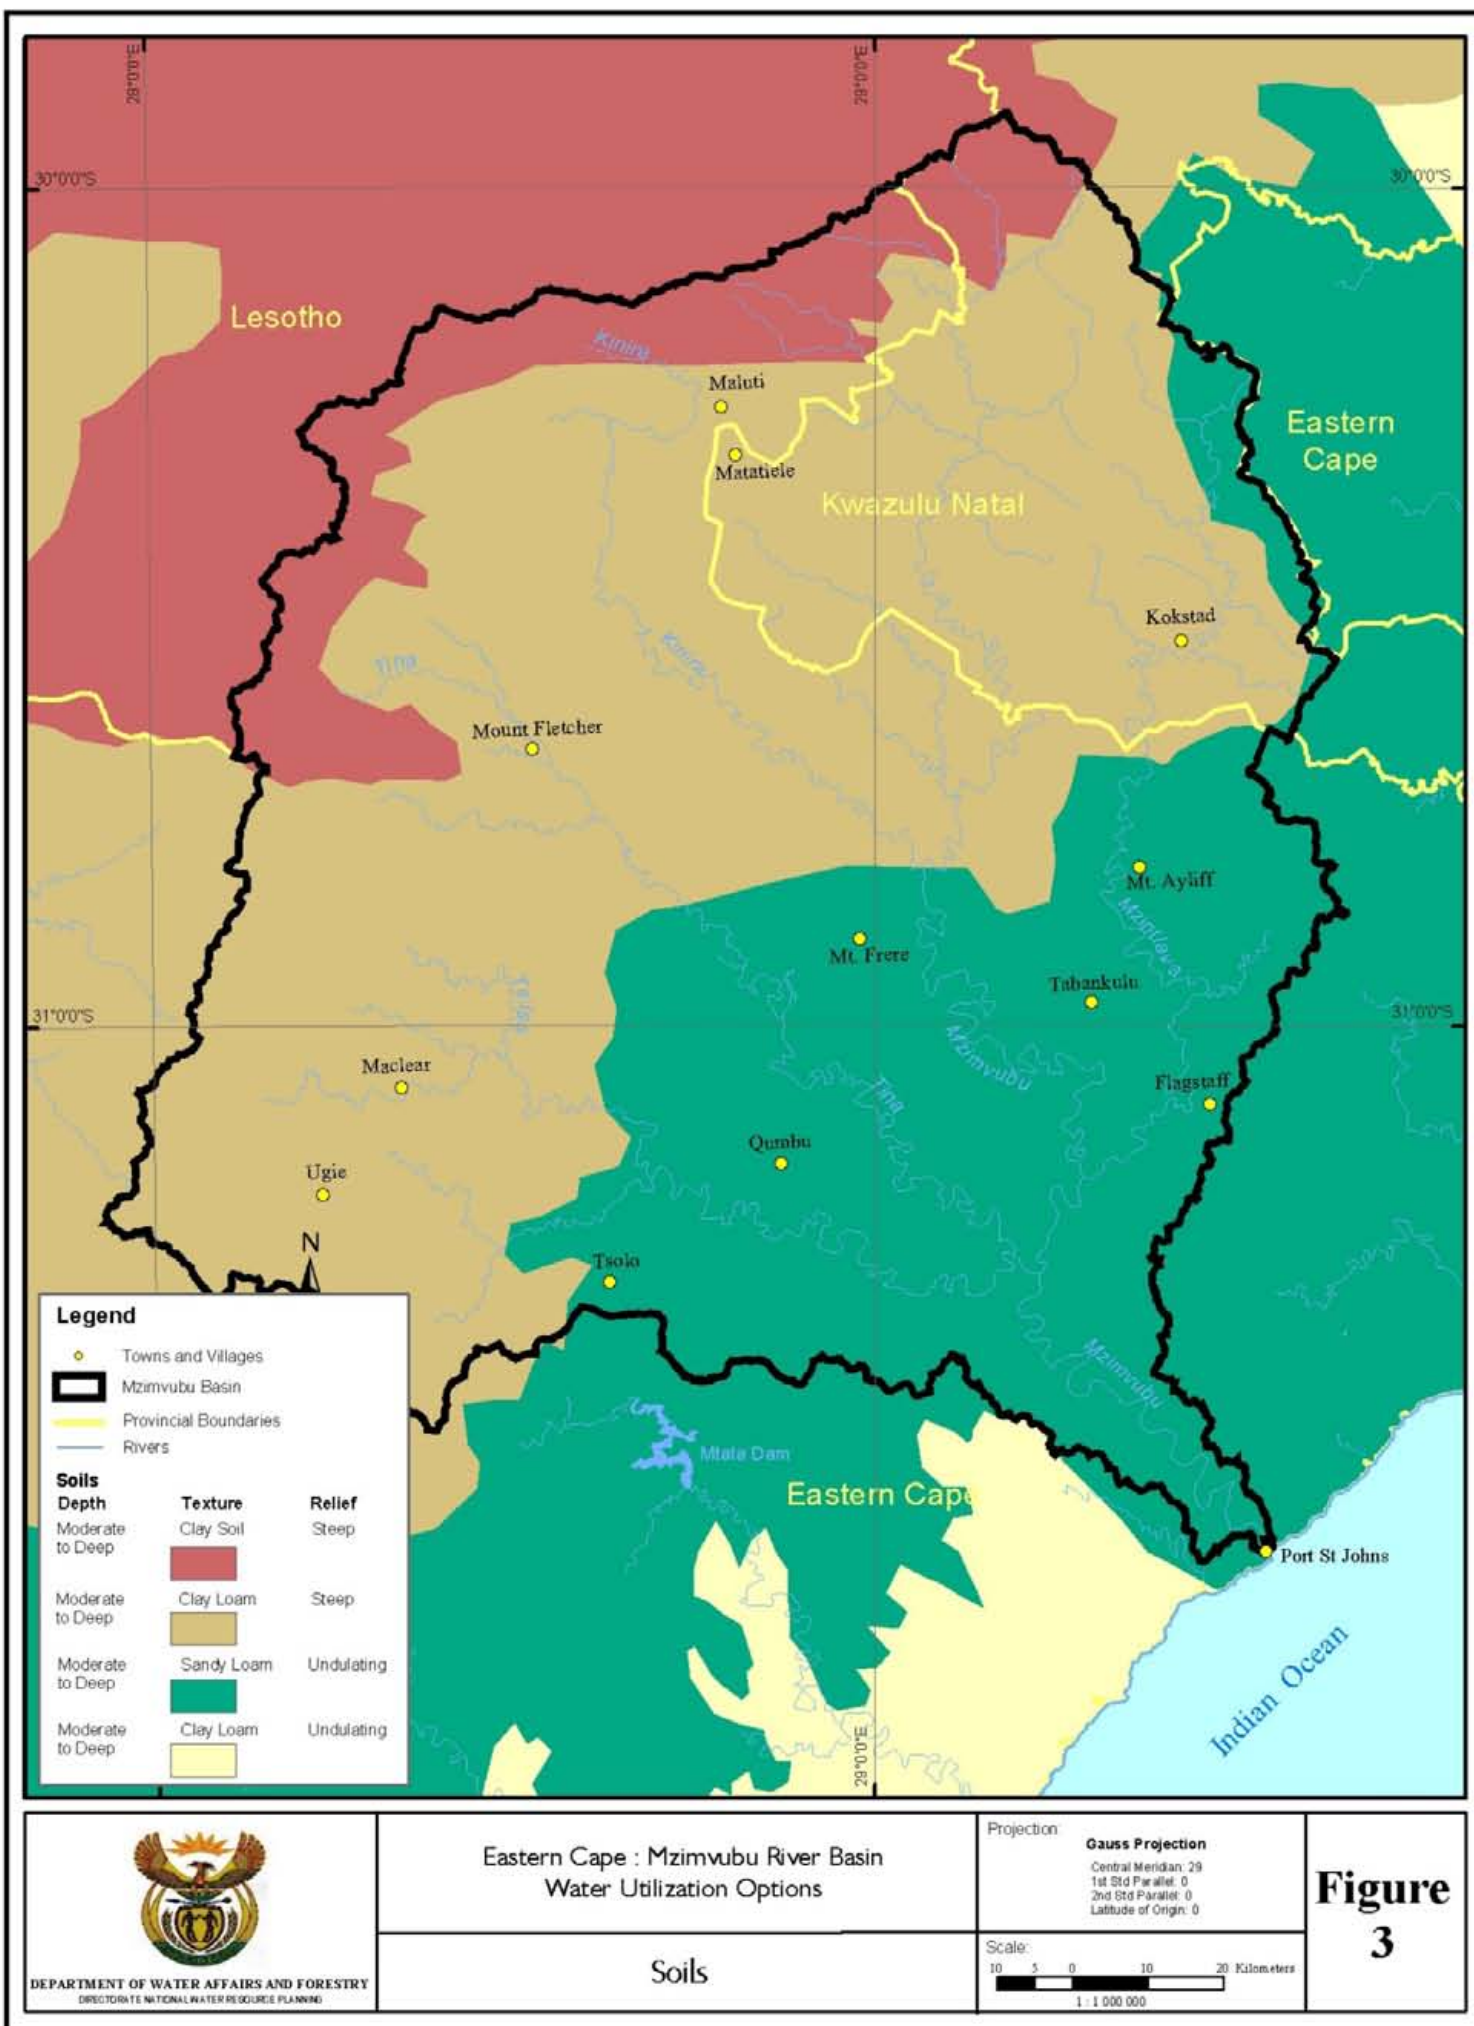 28°0'0"E
29°0'0"E
30°0'0"S
30°0'0"S
Lesotho
Kinira
Maluti
Matatiele
Eastern
Cape
Kwazulu Natal
Kokstad
Kinira
Tina
Mount Fletcher
Mt. Ayliff
Mzintlava
Mt. Frere
Tabankulu
Tsitsa
31°0'0"S
31°0'0"S
Mzimvubu
Maclear
Tina
Flagstaff
Qumbu
Ugie
N
Tsolo
Mzimvubu
Mtata Dam
Eastern Cape
Port St Johns
Indian Ocean
29°0'0"E
Legend
Towns and Villages
Mzimvubu Basin
Provincial Boundaries
Rivers
Soils
Depth Texture Relief
Moderate to Deep Clay Soil Steep
Moderate to Deep Clay Loam Steep
Moderate to Deep Sandy Loam Undulating
Moderate to Deep Clay Loam Undulating
DEPARTMENT OF WATER AFFAIRS AND FORESTRY
DIRECTORATE NATIONAL WATER RESOURCE PLANNING
Eastern Cape : Mzimvubu River Basin
Water Utilization Options
Soils
Projection:
Gauss Projection
Central Meridian: 29
1st Std Parallel: 0
2nd Std Parallel: 0
Latitude of Origin: 0
Scale:
10 5 0 10 20 Kilometers
1 : 1 000 000
Figure
3